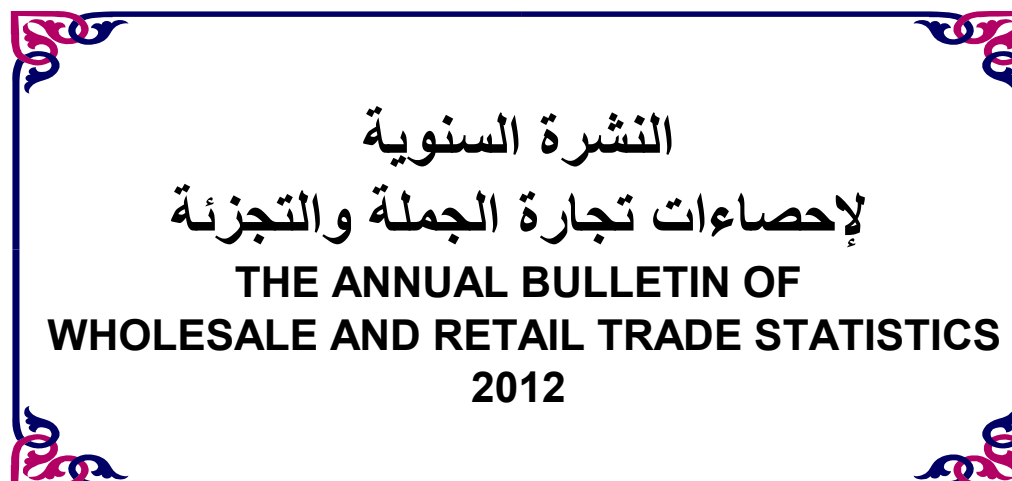 النشرة السنوية
لإحصاءات تجارة الجملة والتجزئة
THE ANNUAL BULLETIN OF
WHOLESALE AND RETAIL TRADE STATISTICS
2012